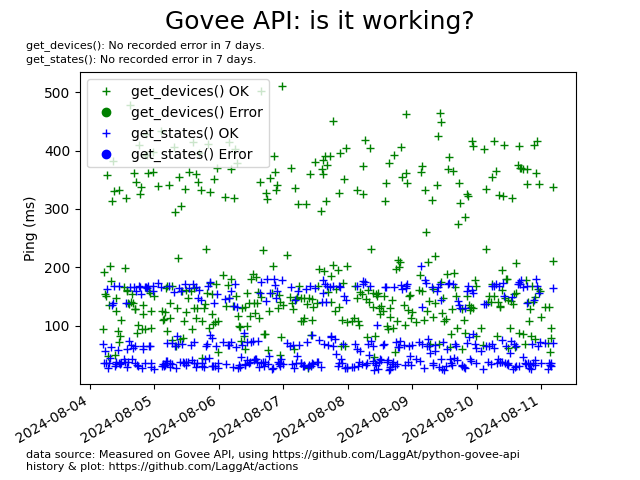 Govee API: is it working?
get_devices(): No recorded error in 7 days.
get_states(): No recorded error in 7 days.
get_devices() OK
get_devices() Error
get_states() OK
get_states() Error
Ping (ms)
500
400
300
200
100
2024-08-04
2024-08-05
2024-08-06
2024-08-07
2024-08-08
2024-08-09
2024-08-10
2024-08-11
data source: Measured on Govee API, using https://github.com/LaggAt/python-govee-api
history & plot: https://github.com/LaggAt/actions